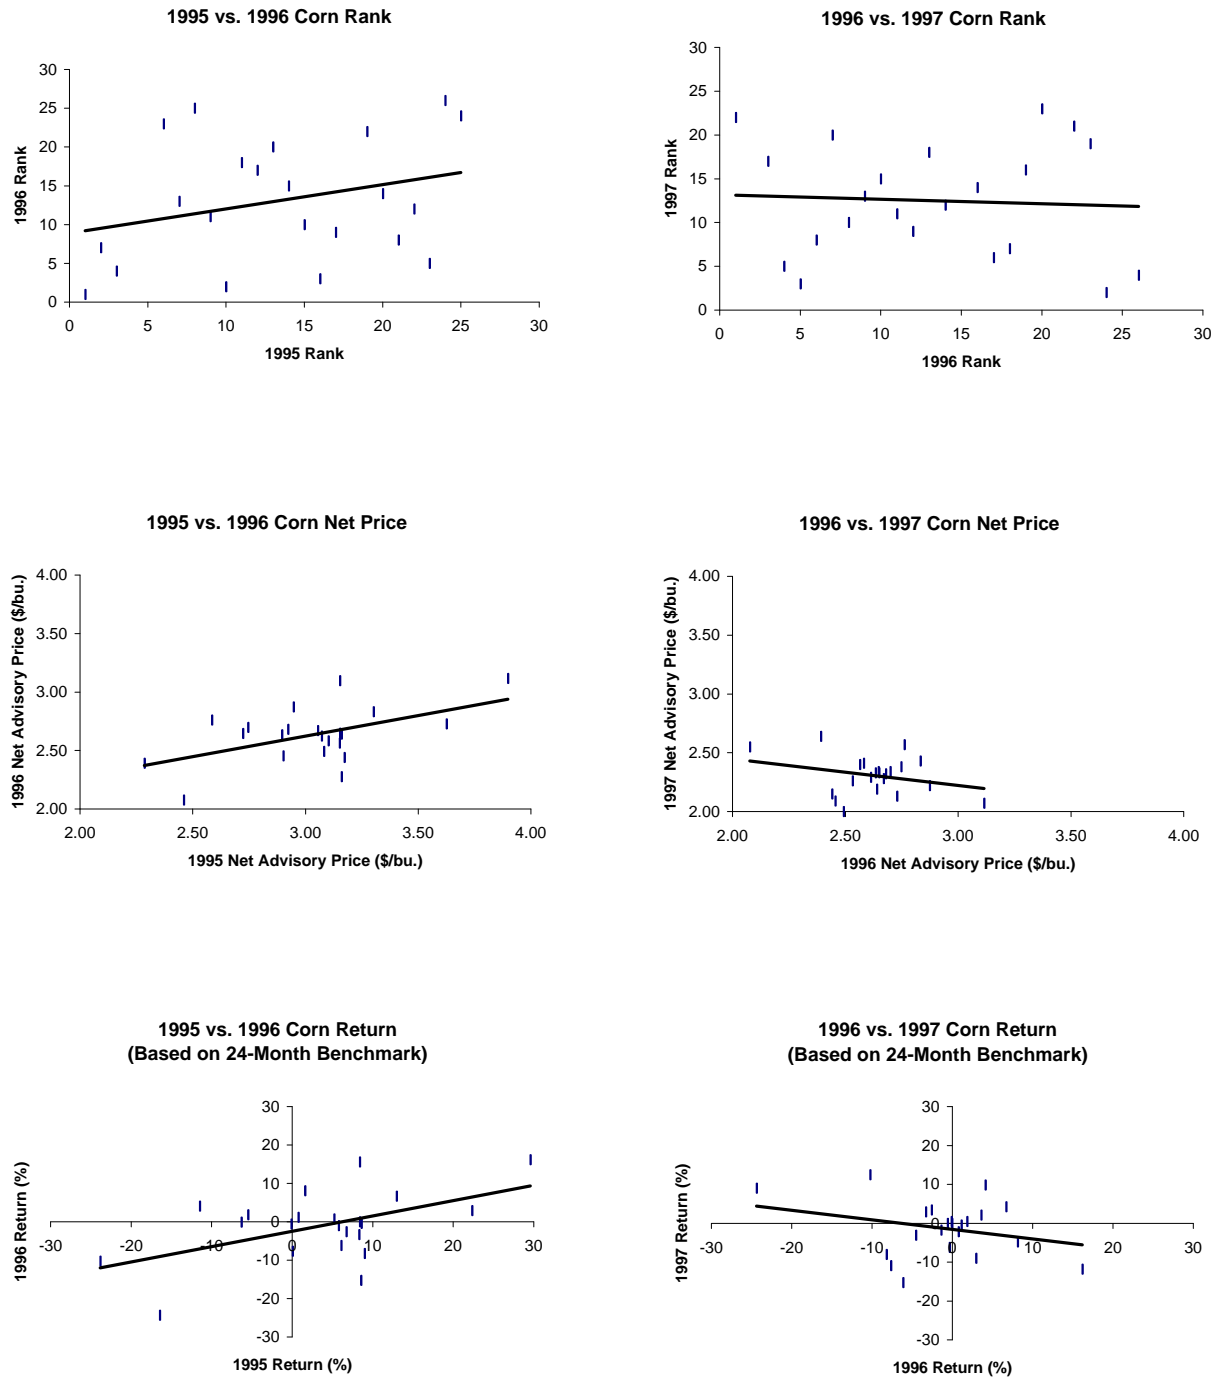 1995 vs. 1996 Corn Rank
30
25
20
15
10
5
0
0 5 10 15 20 25 30
1996 Rank
1995 Rank
1996 vs. 1997 Corn Rank
30
25
20
15
10
5
0
0 5 10 15 20 25 30
1997 Rank
1996 Rank
1995 vs. 1996 Corn Net Price
4.00
3.50
3.00
2.50
2.00
2.00 2.50 3.00 3.50 4.00
1996 Net Advisory Price ($/bu.)
1995 Net Advisory Price ($/bu.)
1996 vs. 1997 Corn Net Price
4.00
3.50
3.00
2.50
2.00
2.00 2.50 3.00 3.50 4.00
1997 Net Advisory Price ($/bu.)
1996 Net Advisory Price ($/bu.)
1995 vs. 1996 Corn Return
(Based on 24-Month Benchmark)
30
20
10
0
-10
-20
-30
-30 -20 -10 0 10 20 30
1996 Return (%)
1995 Return (%)
1996 vs. 1997 Corn Return
(Based on 24-Month Benchmark)
30
20
10
0
-10
-20
-30
-30 -20 -10 0 10 20 30
1997 Return (%)
1996 Return (%)